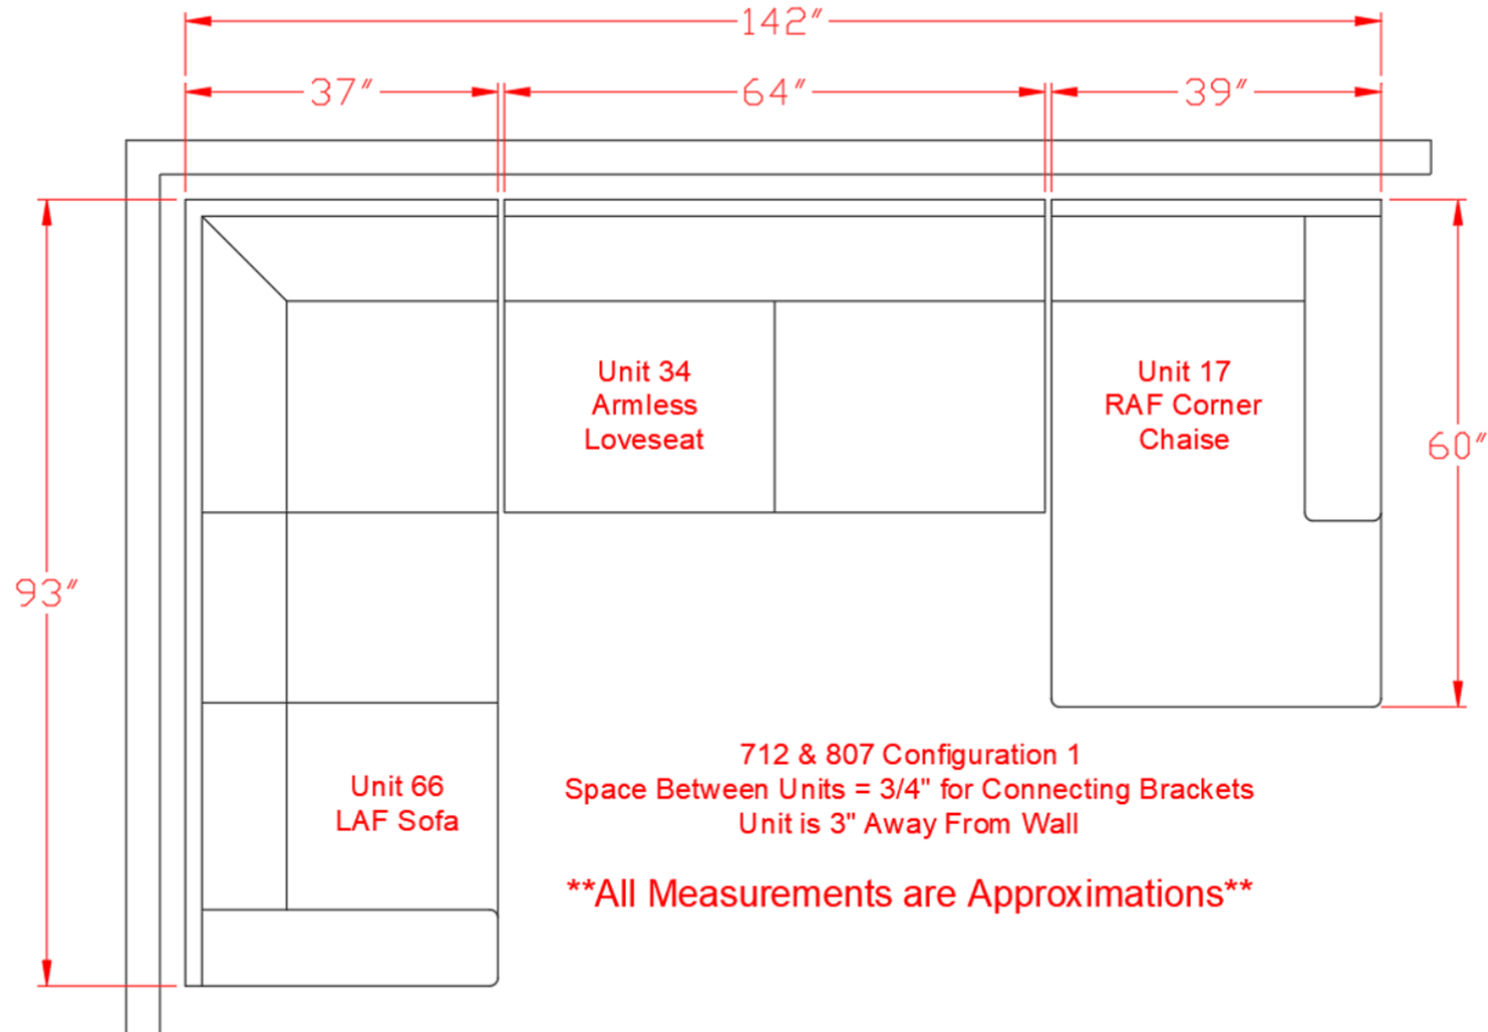 142"
37" 64" 39"
Unit 34
Armless
Loveseat
Unit 17
RAF Corner
Chaise
60"
93"
712 & 807 Configuration 1
Space Between Units = 3/4" for Connecting Brackets
Unit is 3" Away From Wall
Unit 66
LAF Sofa
**All Measurements are Approximations**